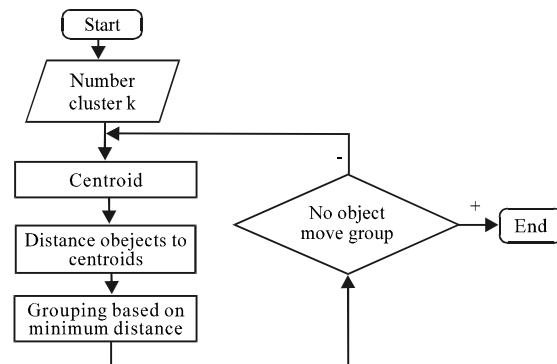 Start
Number
cluster k
Centroid
Distance obejects to
centroids
Grouping based on
minimum distance
-
No object
move group
+
End